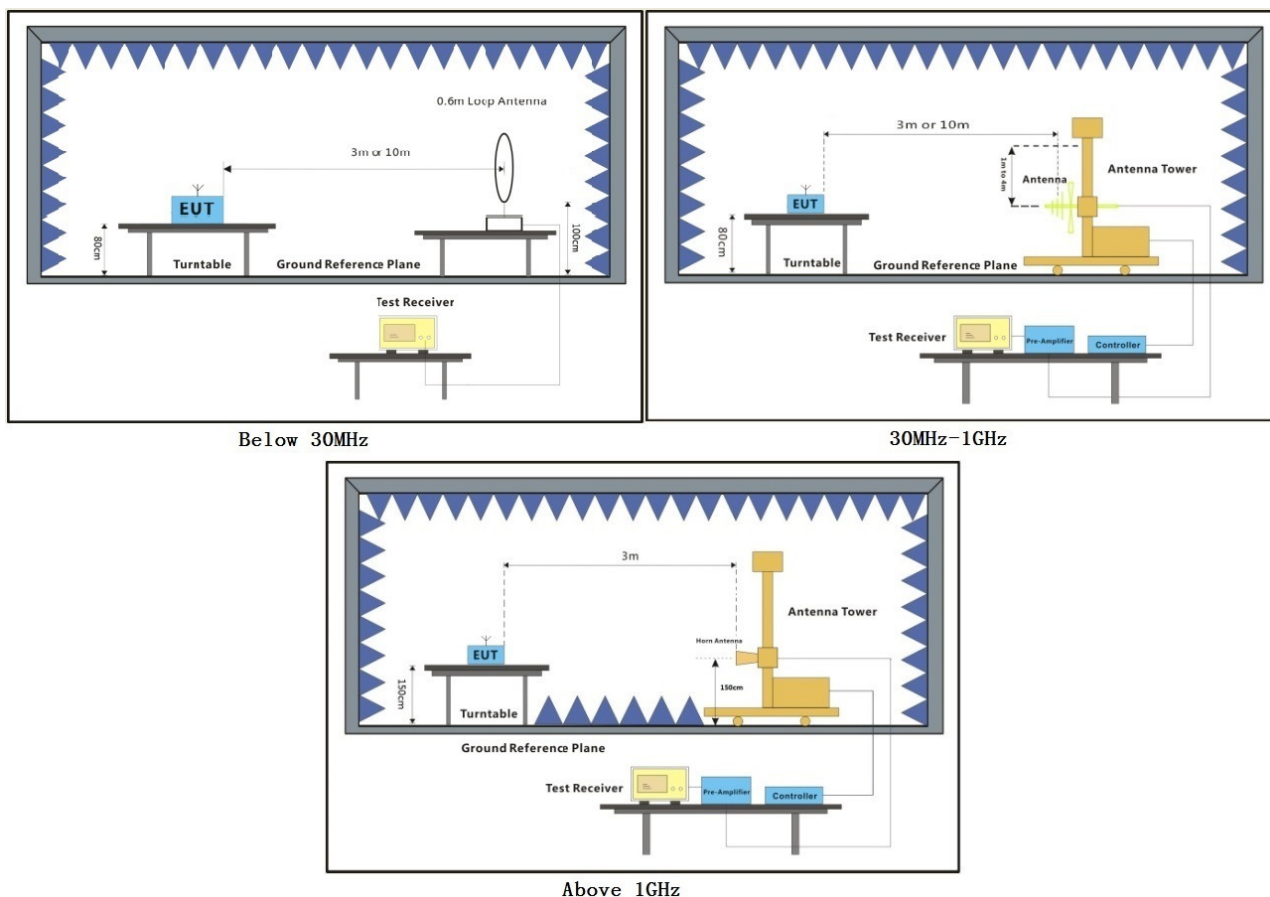 0.6m Loop Antenna
3m or 10m
EUT
80cm
100cm
Turntable
Ground Reference Plane
Test Receiver
Below 30MHz
3m or 10m
1m to 4m
Antenna
Antenna Tower
EUT
80cm
Turntable
Ground Reference Plane
Test Receiver
Pre-Amplifier
Controller
30MHz-1GHz
3m
Antenna Tower
Horn Antenna
EUT
150cm
150cm
Turntable
Ground Reference Plane
Test Receiver
Pre-Amplifier
Controller
Above 1GHz